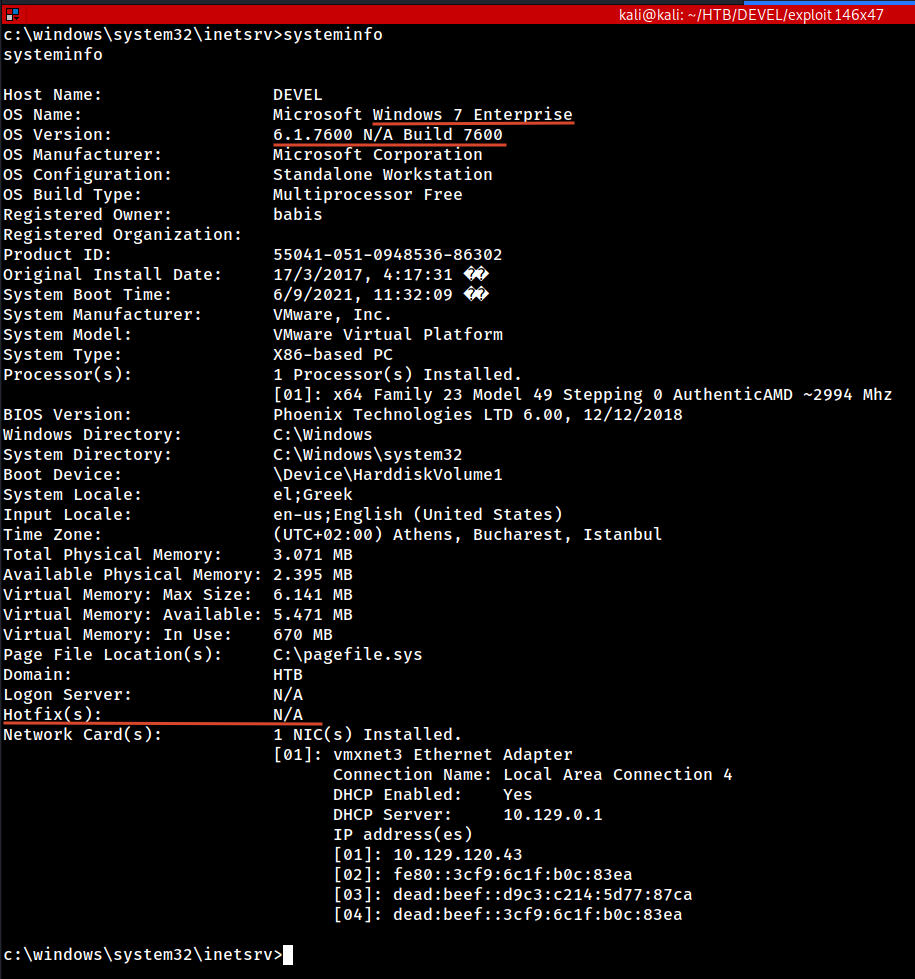 kali@kali: ~/HTB/DEVEL/exploit 146x47
c:\windows\system32\inetsrv>systeminfo
systeminfo
Host Name: DEVEL
OS Name: Microsoft Windows 7 Enterprise
OS Version: 6.1.7600 N/A Build 7600
OS Manufacturer: Microsoft Corporation
OS Configuration: Standalone Workstation
OS Build Type: Multiprocessor Free
Registered Owner: babis
Registered Organization:
Product ID: 55041-051-0948536-86302
Original Install Date: 17/3/2017, 4:17:31 ��
System Boot Time: 6/9/2021, 11:32:09 ��
System Manufacturer: VMware, Inc.
System Model: VMware Virtual Platform
System Type: X86-based PC
Processor(s): 1 Processor(s) Installed.
[01]: x64 Family 23 Model 49 Stepping 0 AuthenticAMD ~2994 Mhz
BIOS Version: Phoenix Technologies LTD 6.00, 12/12/2018
Windows Directory: C:\Windows
System Directory: C:\Windows\system32
Boot Device: \Device\HarddiskVolume1
System Locale: el;Greek
Input Locale: en-us;English (United States)
Time Zone: (UTC+02:00) Athens, Bucharest, Istanbul
Total Physical Memory: 3.071 MB
Available Physical Memory: 2.395 MB
Virtual Memory: Max Size: 6.141 MB
Virtual Memory: Available: 5.471 MB
Virtual Memory: In Use: 670 MB
Page File Location(s): C:\pagefile.sys
Domain: HTB
Logon Server: N/A
Hotfix(s): N/A
Network Card(s): 1 NIC(s) Installed.
[01]: vmxnet3 Ethernet Adapter
Connection Name: Local Area Connection 4
DHCP Enabled: Yes
DHCP Server: 10.129.0.1
IP address(es)
[01]: 10.129.120.43
[02]: fe80::3cf9:6c1f:b0c:83ea
[03]: dead:beef::d9c3:c214:5d77:87ca
[04]: dead:beef::3cf9:6c1f:b0c:83ea
c:\windows\system32\inetsrv>